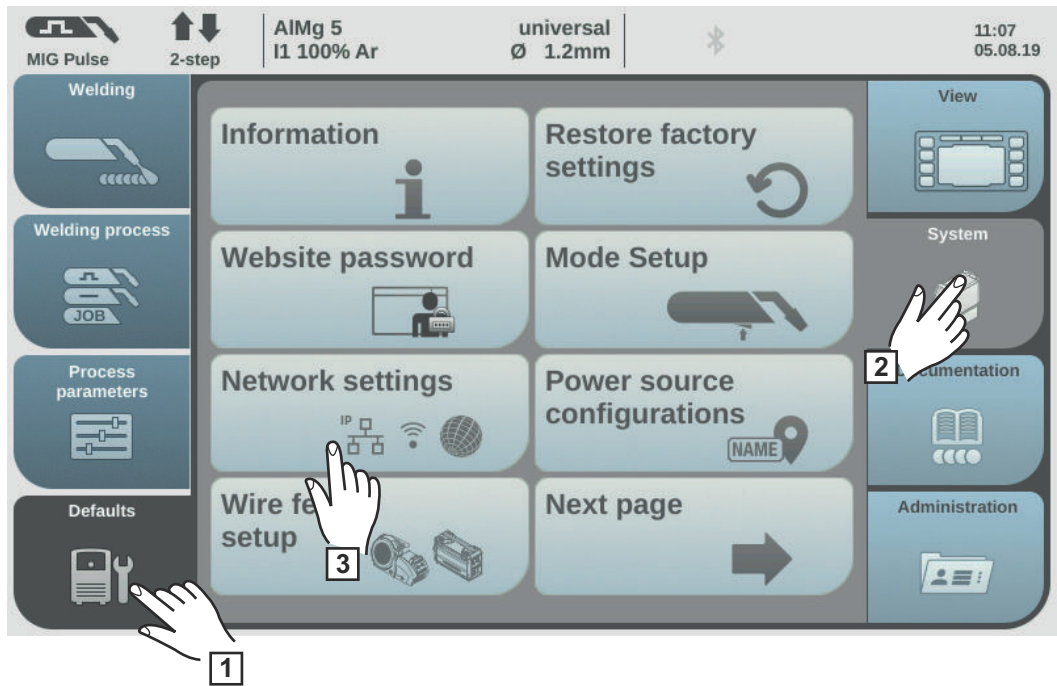 MIG Pulse
2-step
AlMg 5
I1 100% Ar
universal
Ø 1.2mm
11:07
05.08.19
Welding
Welding process
JOB
Process
parameters
Defaults
Information
Restore factory
settings
Website password
Mode Setup
Network settings
IP
Power source
configurations
NAME
Wire fe
setup
Next page
View
System
cumentation
Administration
1
2
3